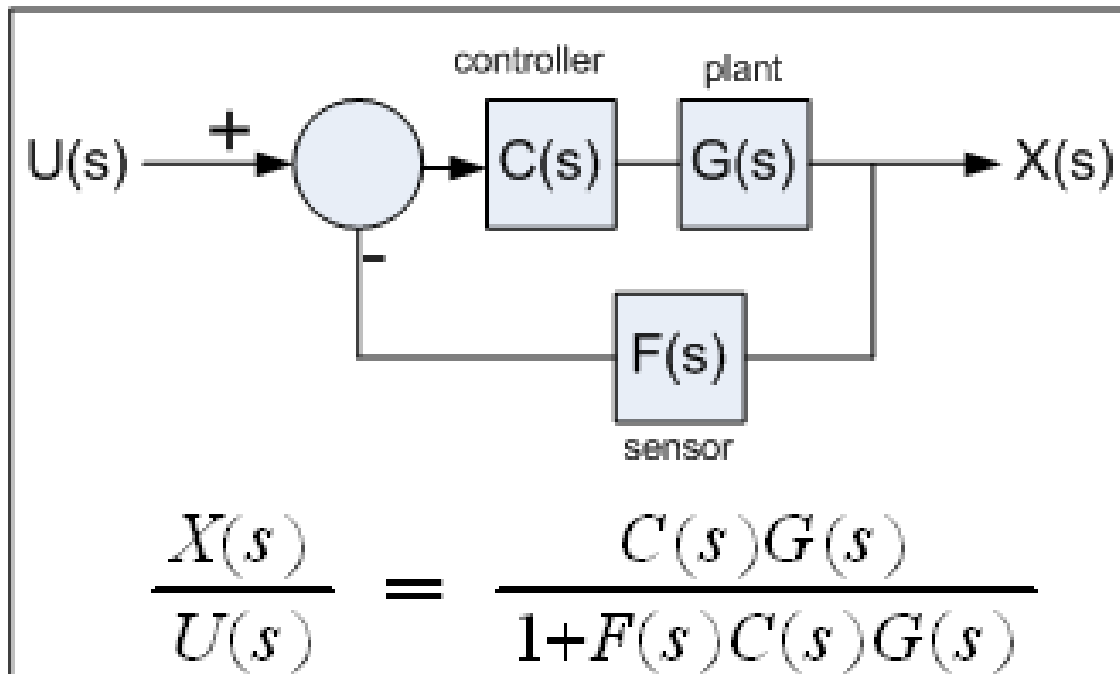 controller plant
U(s) + C(s) G(s) X(s)
-
F(s)
sensor
X(s) / U(s) = C(s)G(s) / 1+F(s)C(s)G(s)